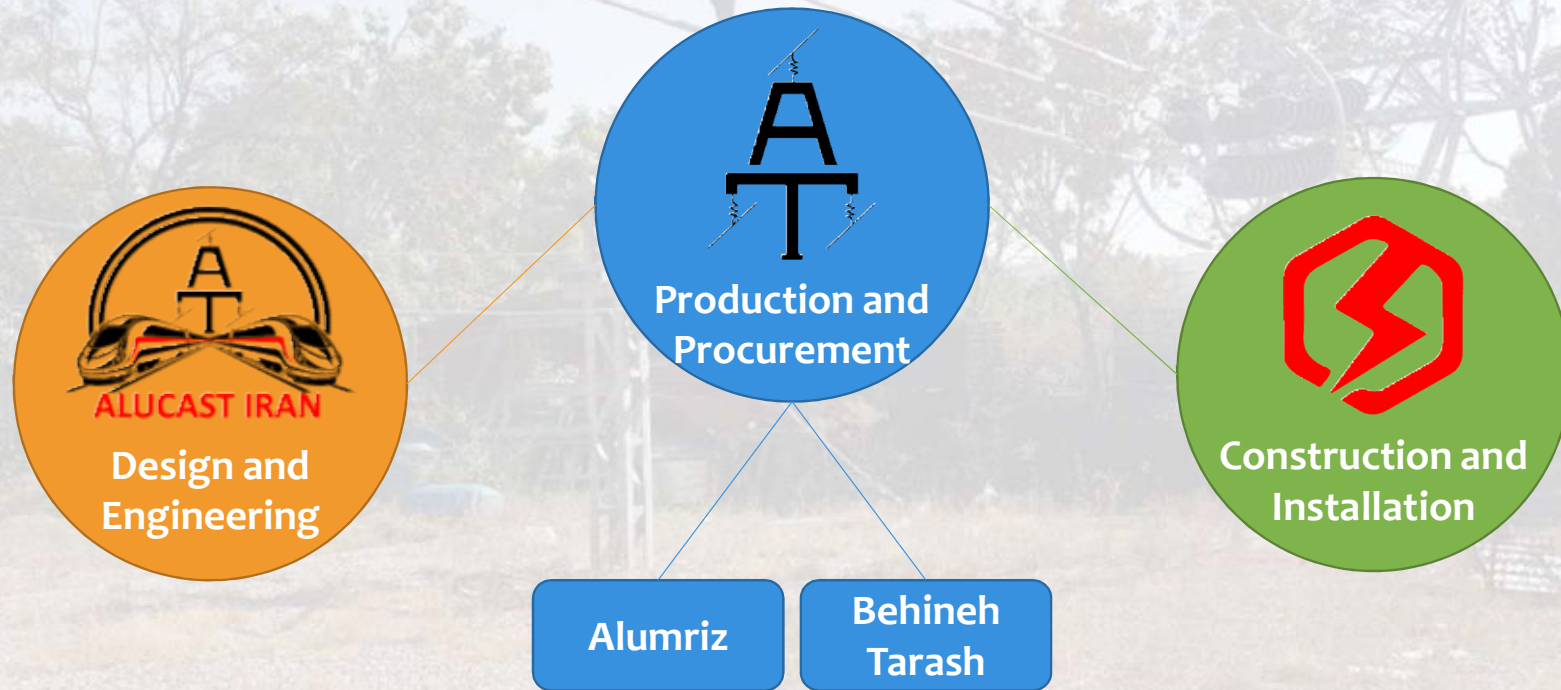 A
T
Production and
Procurement
A
T
ALUCAST IRAN
Design and
Engineering
Construction and
Installation
Alumriz
Behineh
Tarash